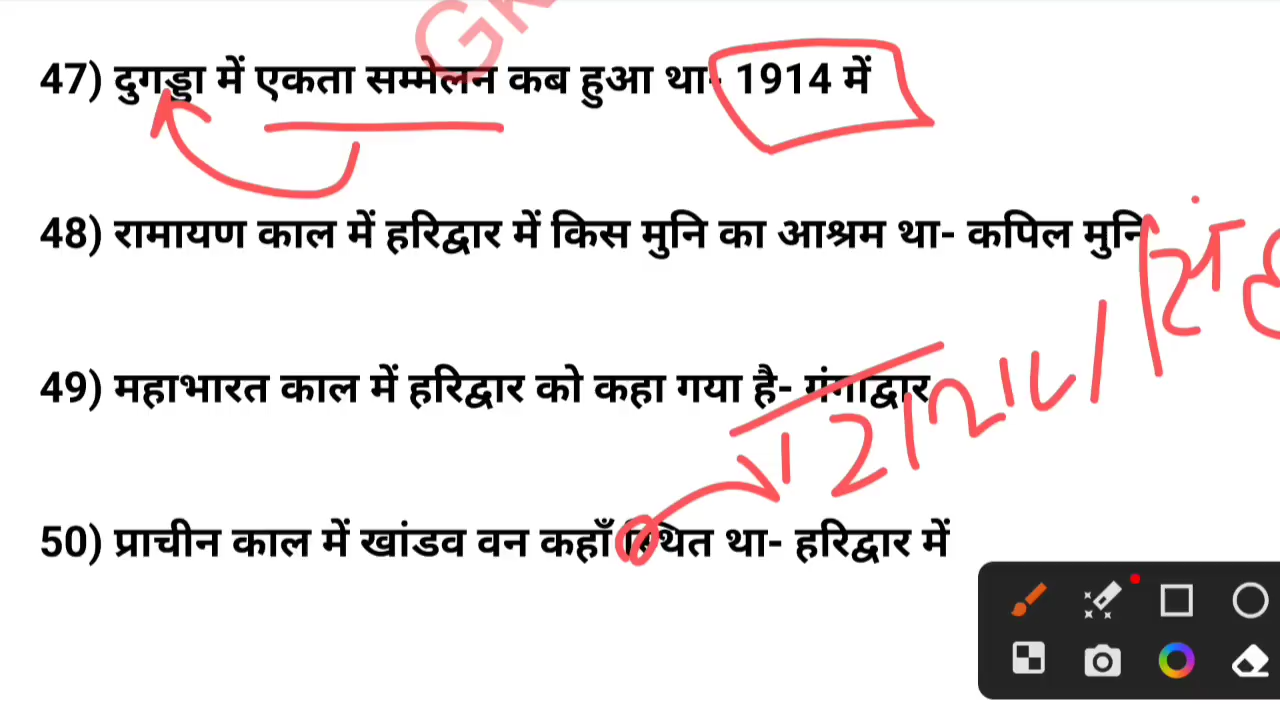 47) दुगड्डा में एकता सम्मेलन कब हुआ था- 1914 में
48) रामायण काल में हरिद्वार में किस मुनि का आश्रम था- कपिल मुनि
49) महाभारत काल में हरिद्वार को कहा गया है- गंगाद्वार
50) प्राचीन काल में खांडव वन कहाँ स्थित था- हरिद्वार में